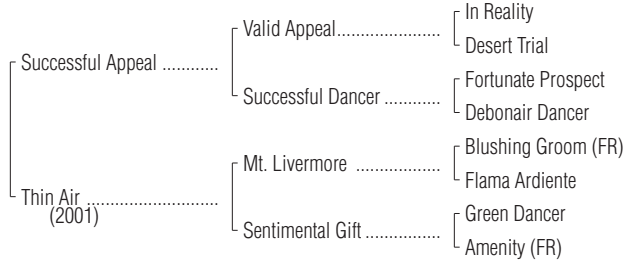 In Reality
Valid Appeal..................
Desert Trial
Successful Appeal ............
Fortunate Prospect
Successful Dancer ............
Debonair Dancer
Blushing Groom (FR)
Mt. Livermore ..................
Flama Ardiente
Thin Air ............................
(2001)
Green Dancer
Sentimental Gift ................
Amenity (FR)